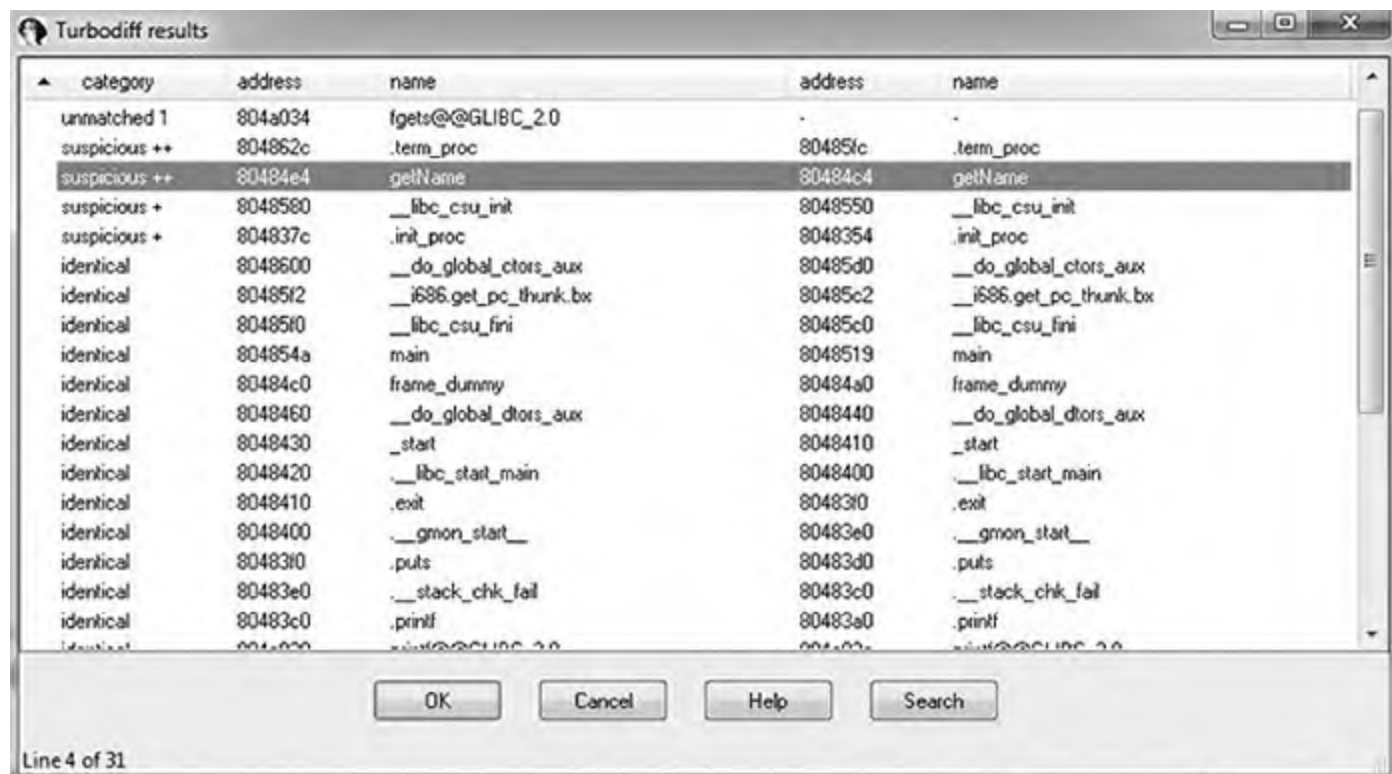 Turbodiff results
category address name address name
unmatched 1 804a034 fgets@@GLIBC_2.0 - -
suspicious ++ 804862c .term_proc 80485fc .term_proc
suspicious ++ 80484e4 getName 80484c4 getName
suspicious + 8048580 __libc_csu_init 8048550 __libc_csu_init
suspicious + 804837c .init_proc 8048354 .init_proc
identical 8048600 __do_global_ctors_aux 80485d0 __do_global_ctors_aux
identical 80485f2 __i686.get_pc_thunk.bx 80485c2 __i686.get_pc_thunk.bx
identical 80485f0 __libc_csu_fini 80485c0 __libc_csu_fini
identical 804854a main 8048519 main
identical 80484c0 frame_dummy 80484a0 frame_dummy
identical 8048460 __do_global_dtors_aux 8048440 __do_global_dtors_aux
identical 8048430 _start 8048410 _start
identical 8048420 .__libc_start_main 8048400 .__libc_start_main
identical 8048410 .exit 80483f0 .exit
identical 8048400 .__gmon_start__ 80483e0 .__gmon_start__
identical 80483f0 .puts 80483d0 .puts
identical 80483e0 .__stack_chk_fail 80483c0 .__stack_chk_fail
identical 80483c0 .printf 80483a0 .printf
OK Cancel Help Search
Line 4 of 31